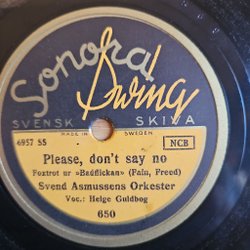 Sonora
Swing
SVENSK SKIVA
MADE IN SWEDEN
6957 SS
NCB
Please, don't say no
Foxtrot ur »Badflickan« (Fain, Freed)
Svend Asmussens Orkester
Voc.: Helge Guldbog
650